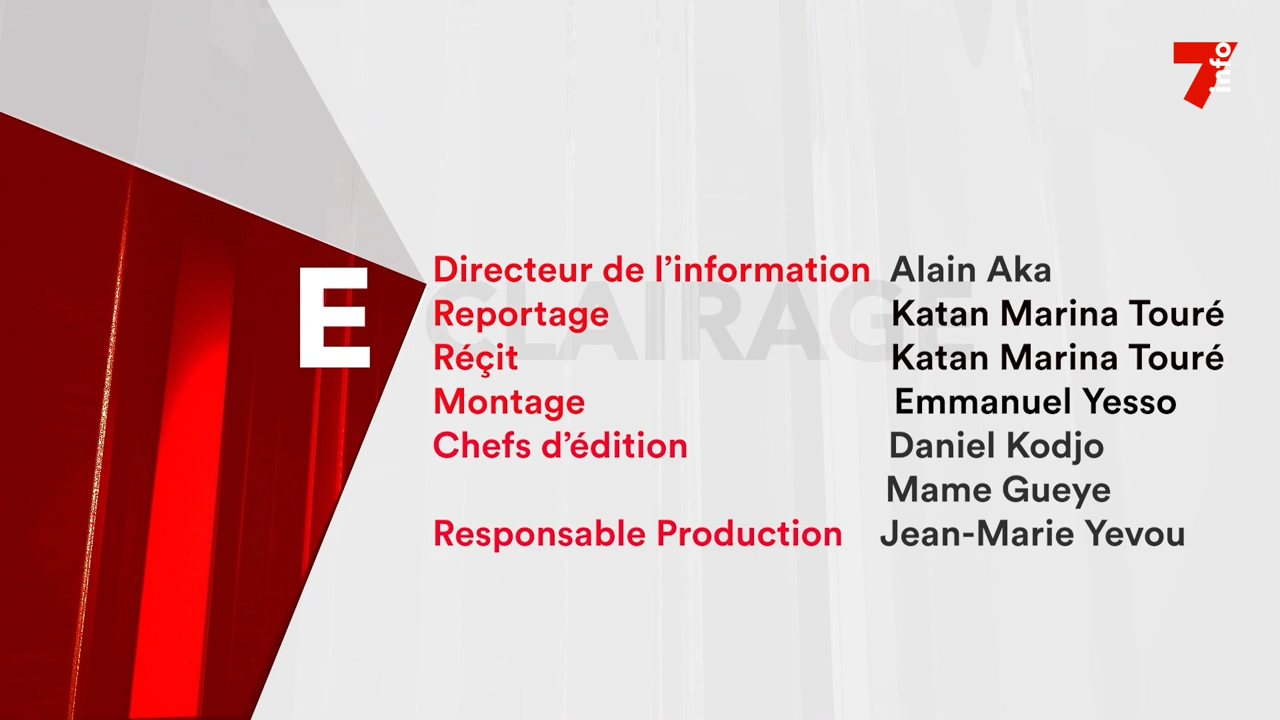 7 info
E CLAIRAGE
Directeur de l’information Alain Aka
Reportage Katan Marina Touré
Réçit Katan Marina Touré
Montage Emmanuel Yesso
Chefs d’édition Daniel Kodjo
Mame Gueye
Responsable Production Jean-Marie Yevou